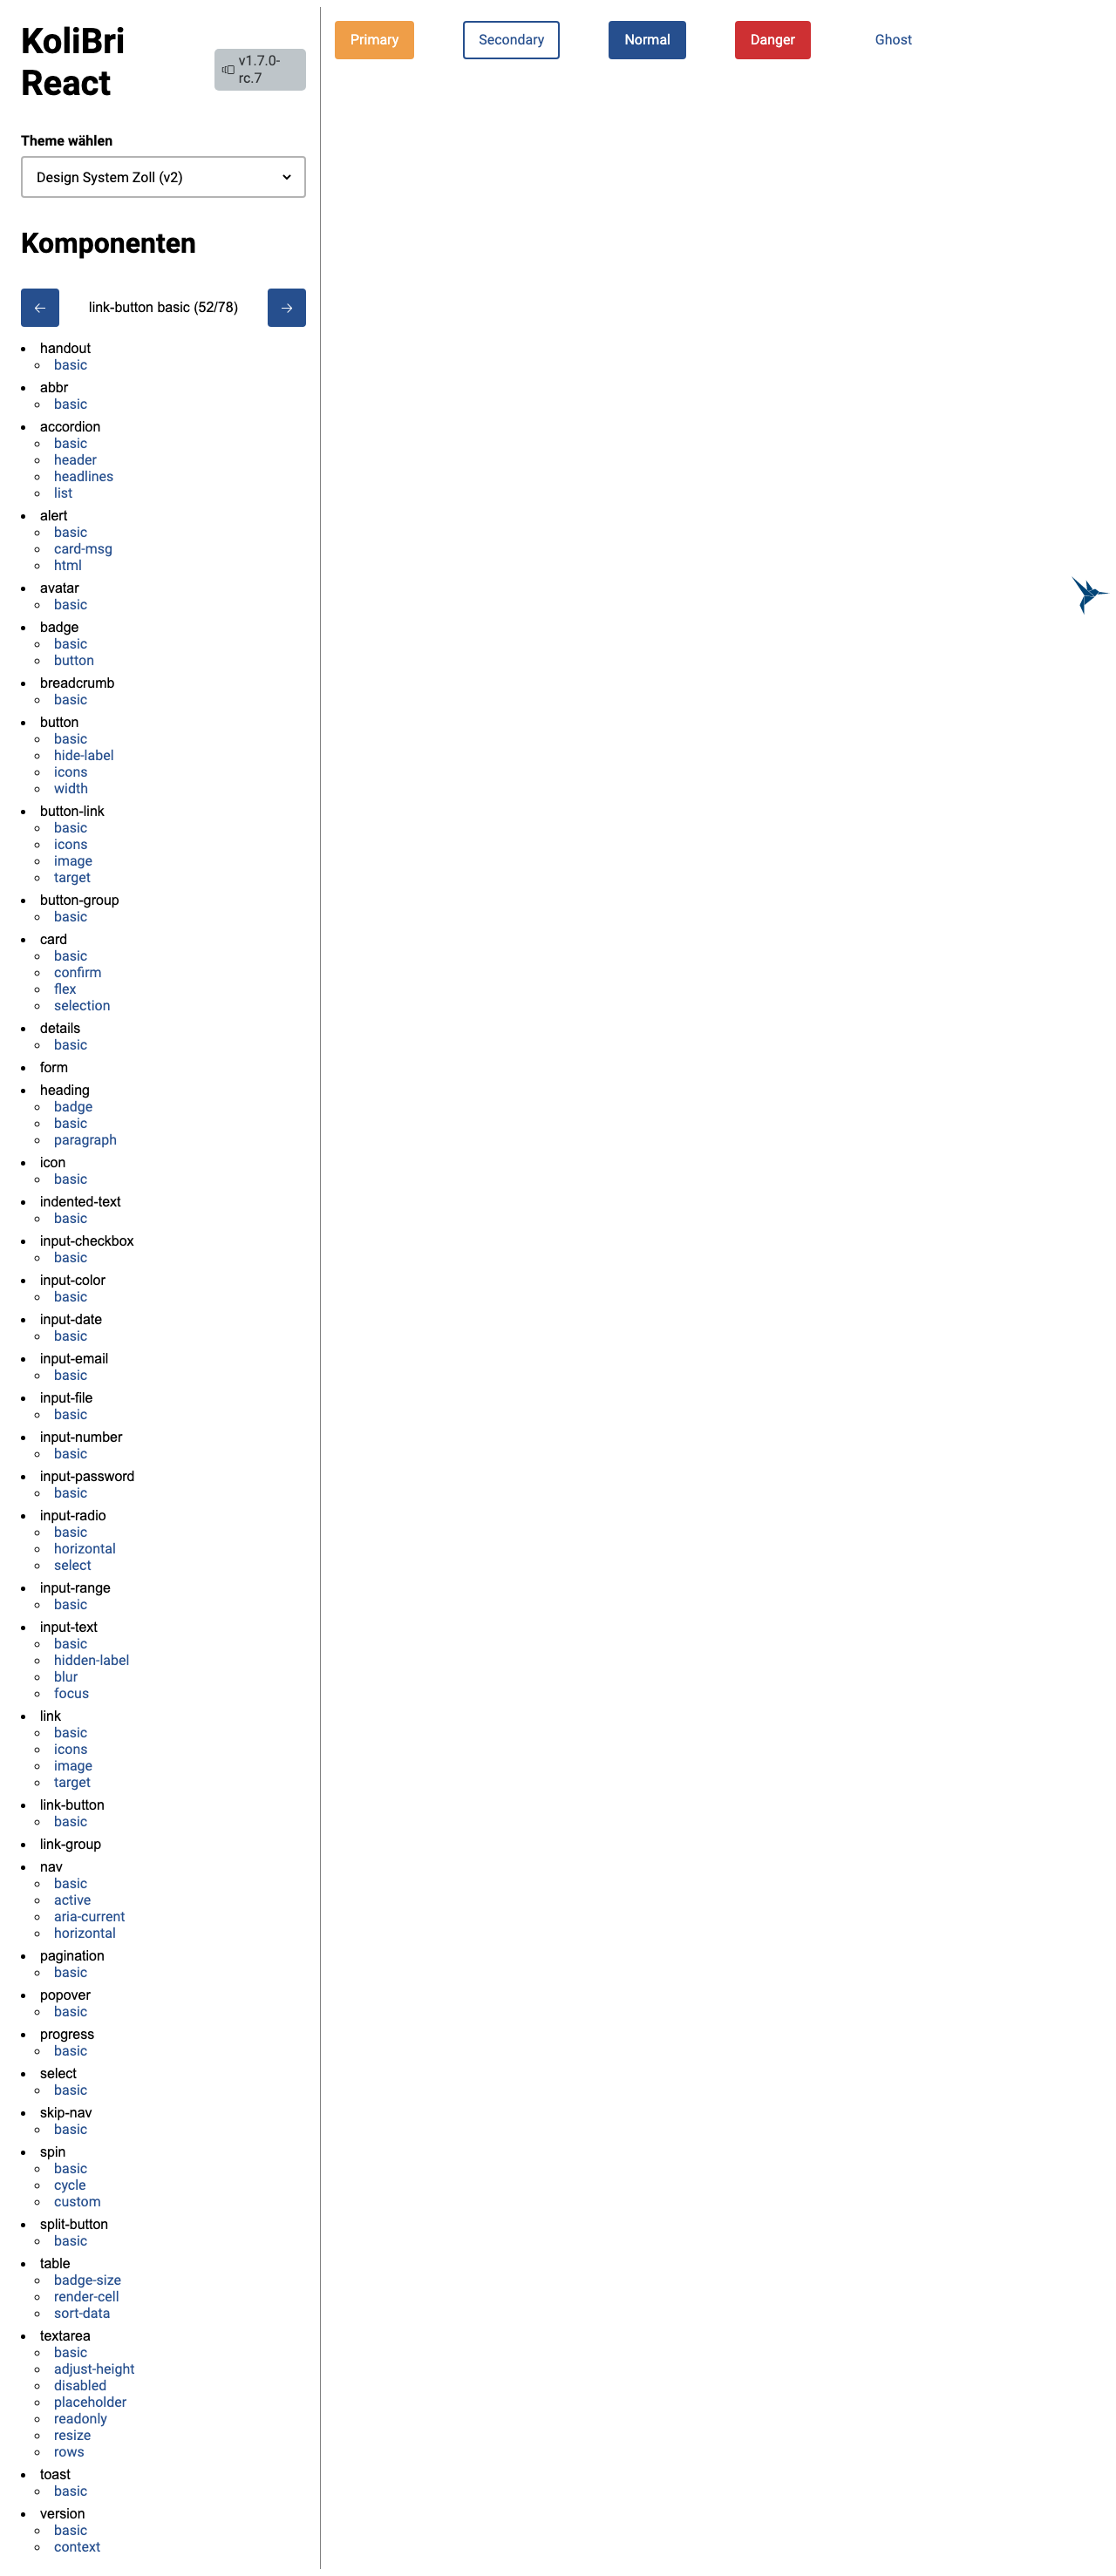 KoliBri
React
v1.7.0-
rc.7
Theme wählen
Design System Zoll (v2)
Komponenten
link-button basic (52/78)
handout
basic
abbr
basic
accordion
basic
header
headlines
list
alert
basic
card-msg
html
avatar
basic
badge
basic
button
breadcrumb
basic
button
basic
hide-label
icons
width
button-link
basic
icons
image
target
button-group
basic
card
basic
confirm
flex
selection
details
basic
form
heading
badge
basic
paragraph
icon
basic
indented-text
basic
input-checkbox
basic
input-color
basic
input-date
basic
input-email
basic
input-file
basic
input-number
basic
input-password
basic
input-radio
basic
horizontal
select
input-range
basic
input-text
basic
hidden-label
blur
focus
link
basic
icons
image
target
link-button
basic
link-group
nav
basic
active
aria-current
horizontal
pagination
basic
popover
basic
progress
basic
select
basic
skip-nav
basic
spin
basic
cycle
custom
split-button
basic
table
badge-size
render-cell
sort-data
textarea
basic
adjust-height
disabled
placeholder
readonly
resize
rows
toast
basic
version
basic
context
Primary Secondary Normal Danger Ghost